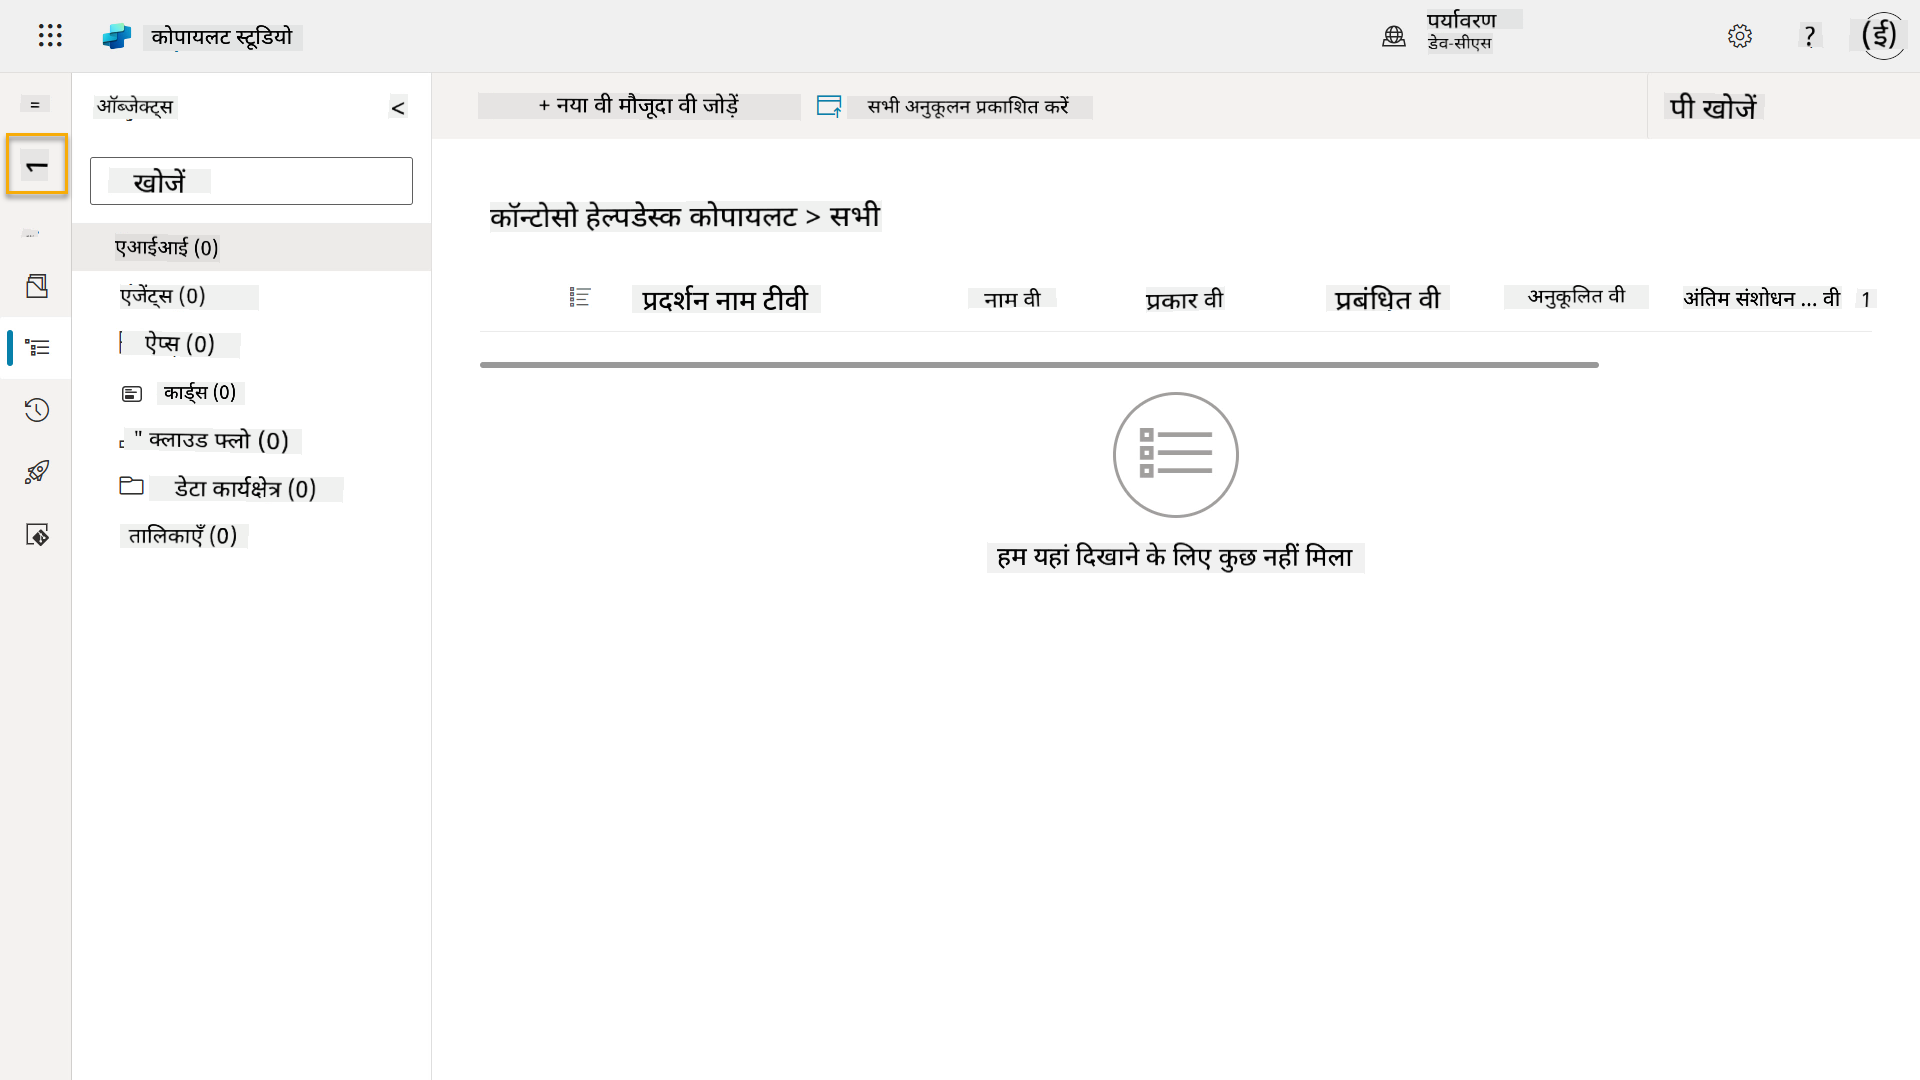 कोपायलट स्टूडियो
पर्यावरण
डेव-सीएस
?
(ई)
=
ऑब्जेक्ट्स
<
+ नया वी मौजूदा वी जोड़ें
सभी अनुकूलन प्रकाशित करें
पी खोजें
खोजें
कॉन्टोसो हेल्पडेस्क कोपायलट > सभी
एआईआई (0)
एजेंट्स (0)
ऐप्स (0)
कार्ड्स (0)
" क्लाउड फ्लो (0)
डेटा कार्यक्षेत्र (0)
तालिकाएँ (0)
प्रदर्शन नाम टीवी
नाम वी
प्रकार वी
प्रबंधित वी
अनुकूलित वी
अंतिम संशोधन ... वी
1
हम यहां दिखाने के लिए कुछ नहीं मिला